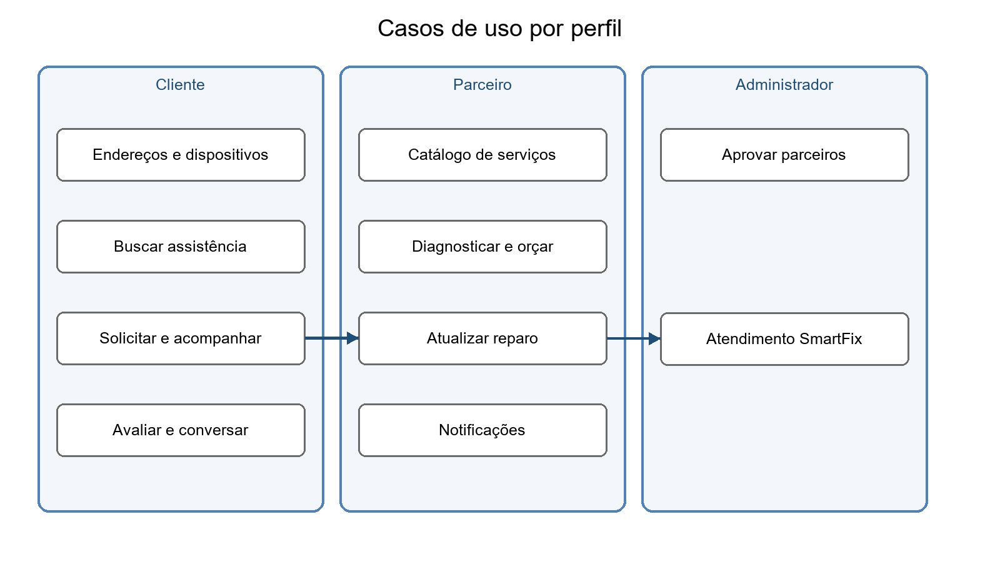 Casos de uso por perfil
Cliente
Endereços e dispositivos
Buscar assistência
Solicitar e acompanhar
Avaliar e conversar
Parceiro
Catálogo de serviços
Diagnosticar e orçar
Atualizar reparo
Notificações
Administrador
Aprovar parceiros
Atendimento SmartFix